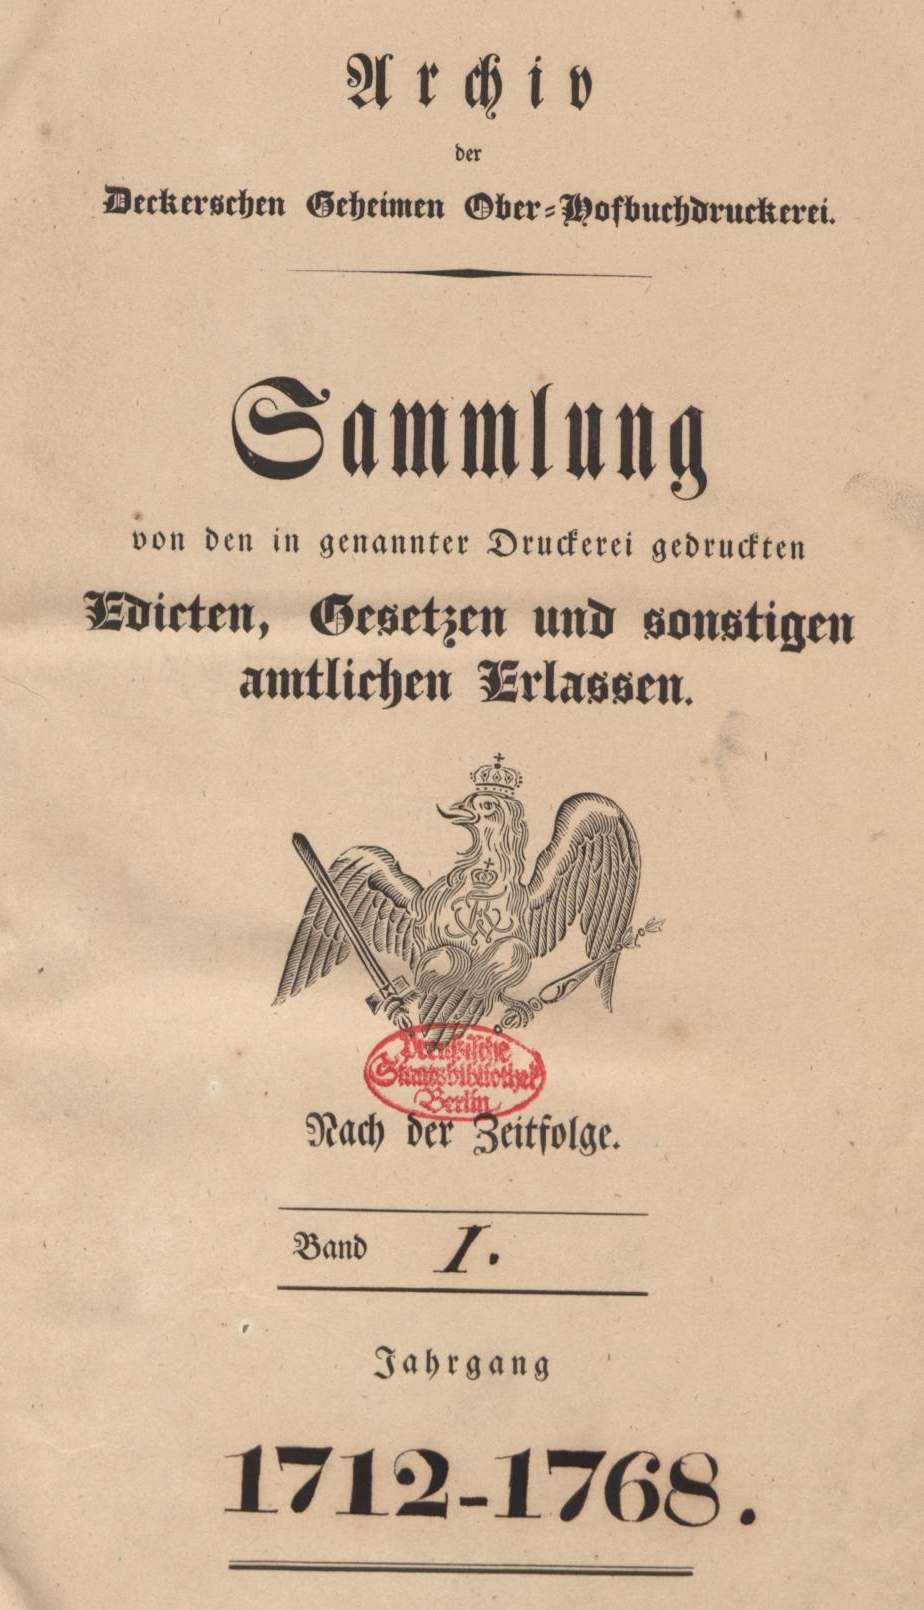 Archiv
der
Deckerschen Geheimen Ober-Hofbuchdruckerei.
Sammlung
von den in genannter Druckerei gedruckten
Edicten, Gesetzen und sonstigen
amtlichen Erlassen.
Preußische
Staatsbibliothek
Berlin
Nach der Zeitfolge.
Band I.
Jahrgang
1712-1768.